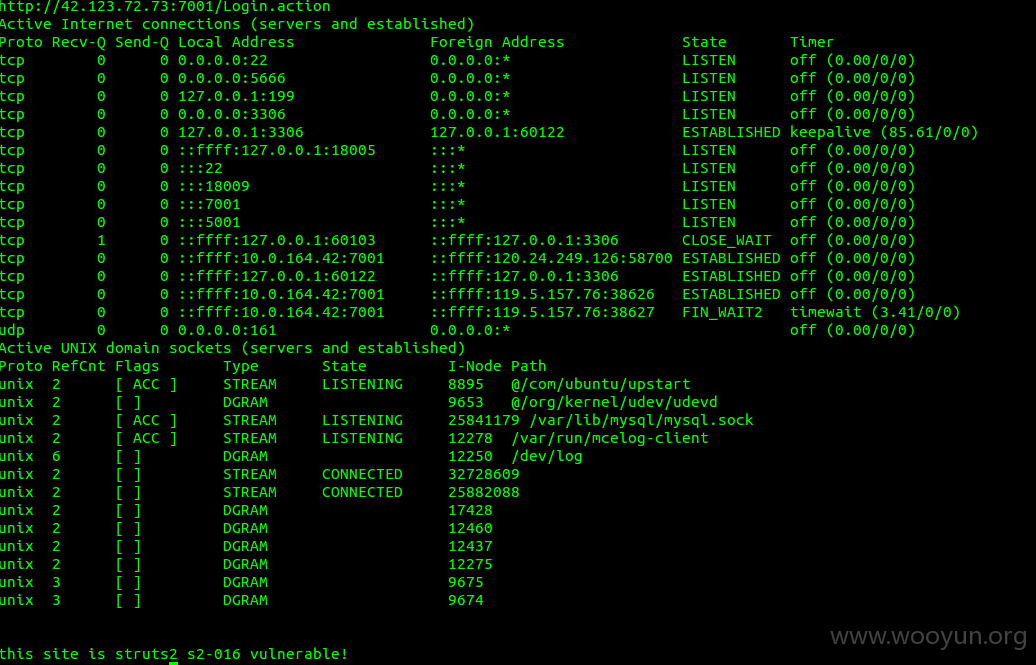 http://42.123.72.73:7001/Login.action
Active Internet connections (servers and established)
Proto Recv-Q Send-Q Local Address               Foreign Address             State       Timer
tcp        0      0 0.0.0.0:22                  0.0.0.0:*                   LISTEN      off (0.00/0/0)
tcp        0      0 0.0.0.0:5666                0.0.0.0:*                   LISTEN      off (0.00/0/0)
tcp        0      0 127.0.0.1:199               0.0.0.0:*                   LISTEN      off (0.00/0/0)
tcp        0      0 0.0.0.0:3306                0.0.0.0:*                   LISTEN      off (0.00/0/0)
tcp        0      0 127.0.0.1:3306              127.0.0.1:60122             ESTABLISHED keepalive (85.61/0/0)
tcp        0      0 ::ffff:127.0.0.1:18005      :::*                        LISTEN      off (0.00/0/0)
tcp        0      0 :::22                       :::*                        LISTEN      off (0.00/0/0)
tcp        0      0 :::18009                    :::*                        LISTEN      off (0.00/0/0)
tcp        0      0 :::7001                     :::*                        LISTEN      off (0.00/0/0)
tcp        0      0 :::5001                     :::*                        LISTEN      off (0.00/0/0)
tcp        1      0 ::ffff:127.0.0.1:60103      ::ffff:127.0.0.1:3306       CLOSE_WAIT  off (0.00/0/0)
tcp        0      0 ::ffff:10.0.164.42:7001     ::ffff:120.24.249.126:58700 ESTABLISHED off (0.00/0/0)
tcp        0      0 ::ffff:127.0.0.1:60122      ::ffff:127.0.0.1:3306       ESTABLISHED off (0.00/0/0)
tcp        0      0 ::ffff:10.0.164.42:7001     ::ffff:119.5.157.76:38626   ESTABLISHED off (0.00/0/0)
tcp        0      0 ::ffff:10.0.164.42:7001     ::ffff:119.5.157.76:38627   FIN_WAIT2   timewait (3.41/0/0)
udp        0      0 0.0.0.0:161                 0.0.0.0:*                               off (0.00/0/0)
Active UNIX domain sockets (servers and established)
Proto RefCnt Flags       Type       State         I-Node Path
unix  2      [ ACC ]     STREAM     LISTENING     8895   @/com/ubuntu/upstart
unix  2      [ ]         DGRAM                    9653   @/org/kernel/udev/udevd
unix  2      [ ACC ]     STREAM     LISTENING     25841179 /var/lib/mysql/mysql.sock
unix  2      [ ACC ]     STREAM     LISTENING     12278  /var/run/mcelog-client
unix  6      [ ]         DGRAM                    12250  /dev/log
unix  2      [ ]         STREAM     CONNECTED     32728609
unix  2      [ ]         STREAM     CONNECTED     25882088
unix  2      [ ]         DGRAM                    17428
unix  2      [ ]         DGRAM                    12460
unix  2      [ ]         DGRAM                    12437
unix  2      [ ]         DGRAM                    12275
unix  3      [ ]         DGRAM                    9675
unix  3      [ ]         DGRAM                    9674
www.wooyun.org
this site is struts2 s2-016 vulnerable!